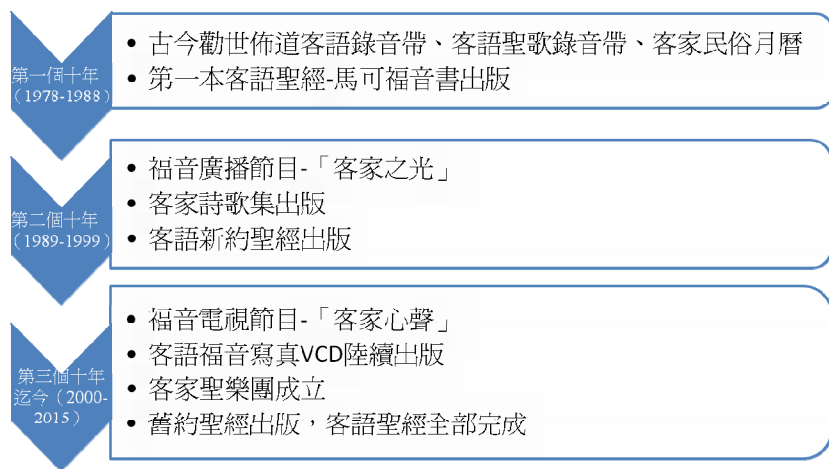 第一個十年
（1978-1988）
• 古今勸世佈道客語錄音帶、客語聖歌錄音帶、客家民俗月曆
• 第一本客語聖經-馬可福音書出版
第二個十年
（1989-1999）
• 福音廣播節目-「客家之光」
• 客家詩歌集出版
• 客語新約聖經出版
第三個十年
迄今（2000-
2015）
• 福音電視節目-「客家心聲」
• 客語福音寫真VCD陸續出版
• 客家聖樂團成立
• 舊約聖經出版，客語聖經全部完成